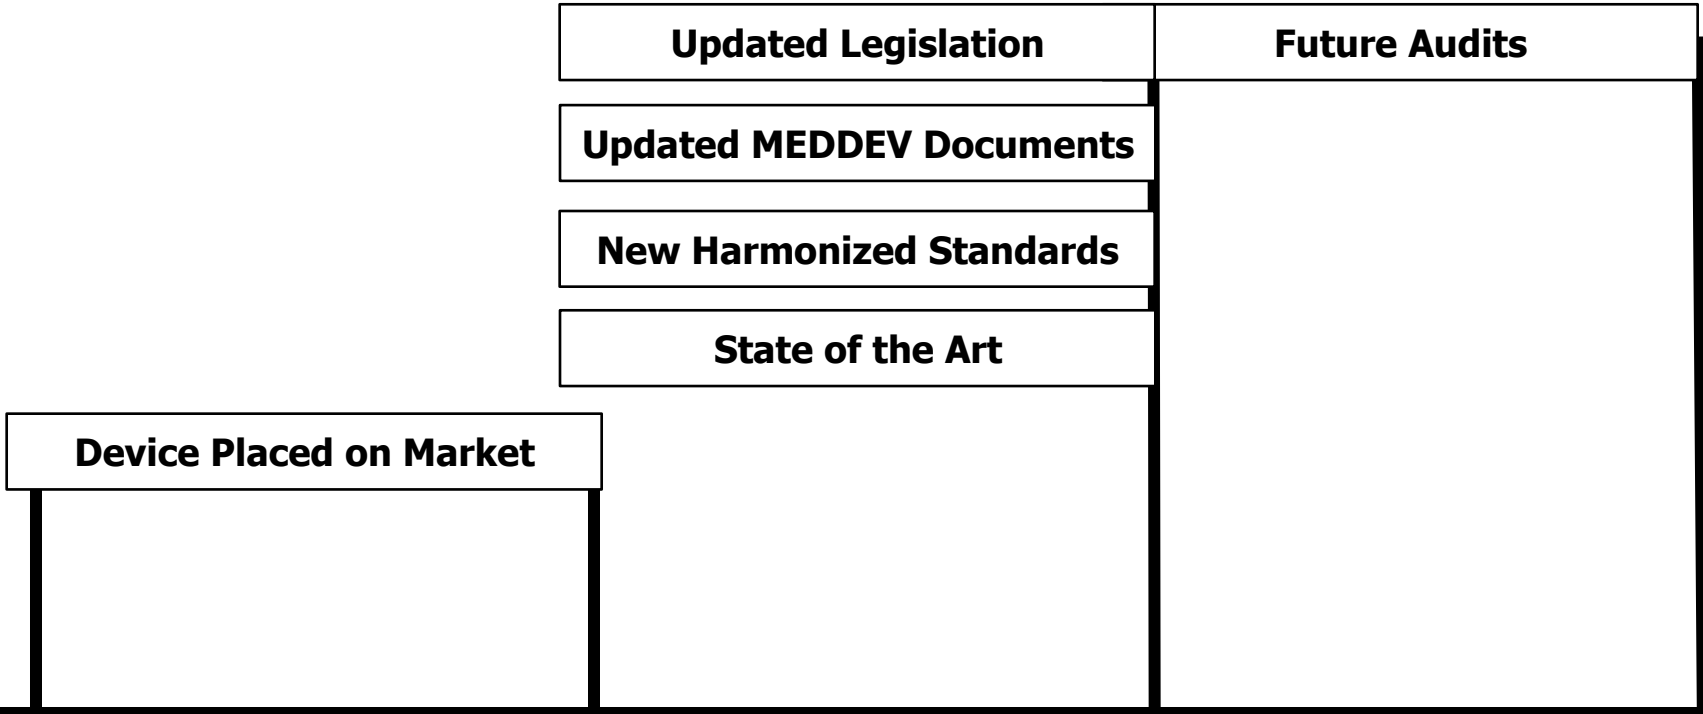 Updated Legislation
Future Audits
Updated MEDDEV Documents
New Harmonized Standards
State of the Art
Device Placed on Market